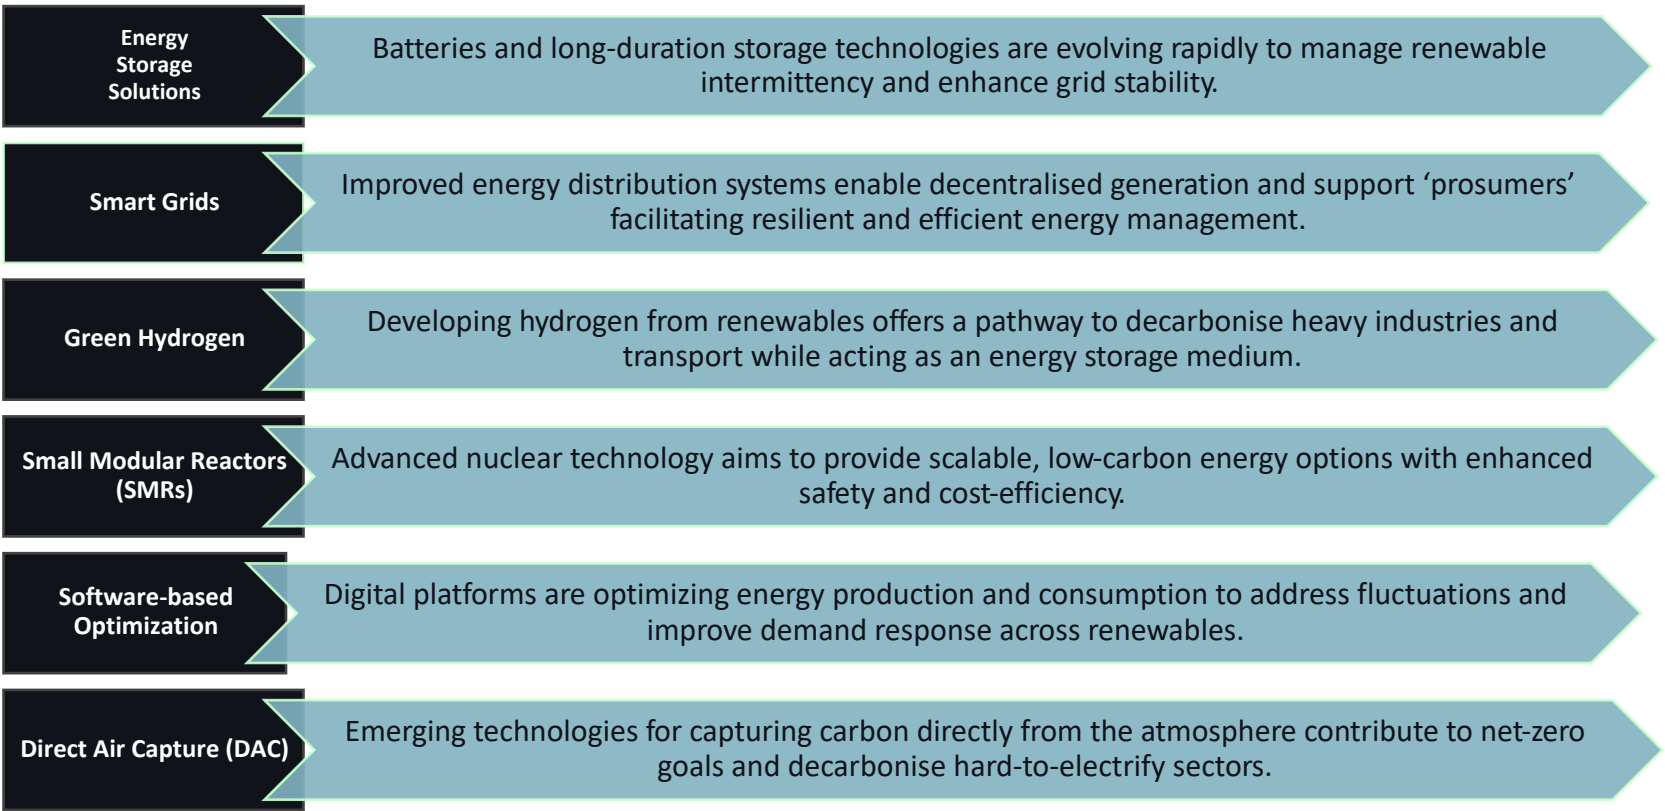 Energy
Storage
Solutions
Batteries and long-duration storage technologies are evolving rapidly to manage renewable
intermittency and enhance grid stability.
Smart Grids
Improved energy distribution systems enable decentralised generation and support ‘prosumers’
facilitating resilient and efficient energy management.
Green Hydrogen
Developing hydrogen from renewables offers a pathway to decarbonise heavy industries and
transport while acting as an energy storage medium.
Small Modular Reactors
(SMRs)
Advanced nuclear technology aims to provide scalable, low-carbon energy options with enhanced
safety and cost-efficiency.
Software-based
Optimization
Digital platforms are optimizing energy production and consumption to address fluctuations and
improve demand response across renewables.
Direct Air Capture (DAC)
Emerging technologies for capturing carbon directly from the atmosphere contribute to net-zero
goals and decarbonise hard-to-electrify sectors.